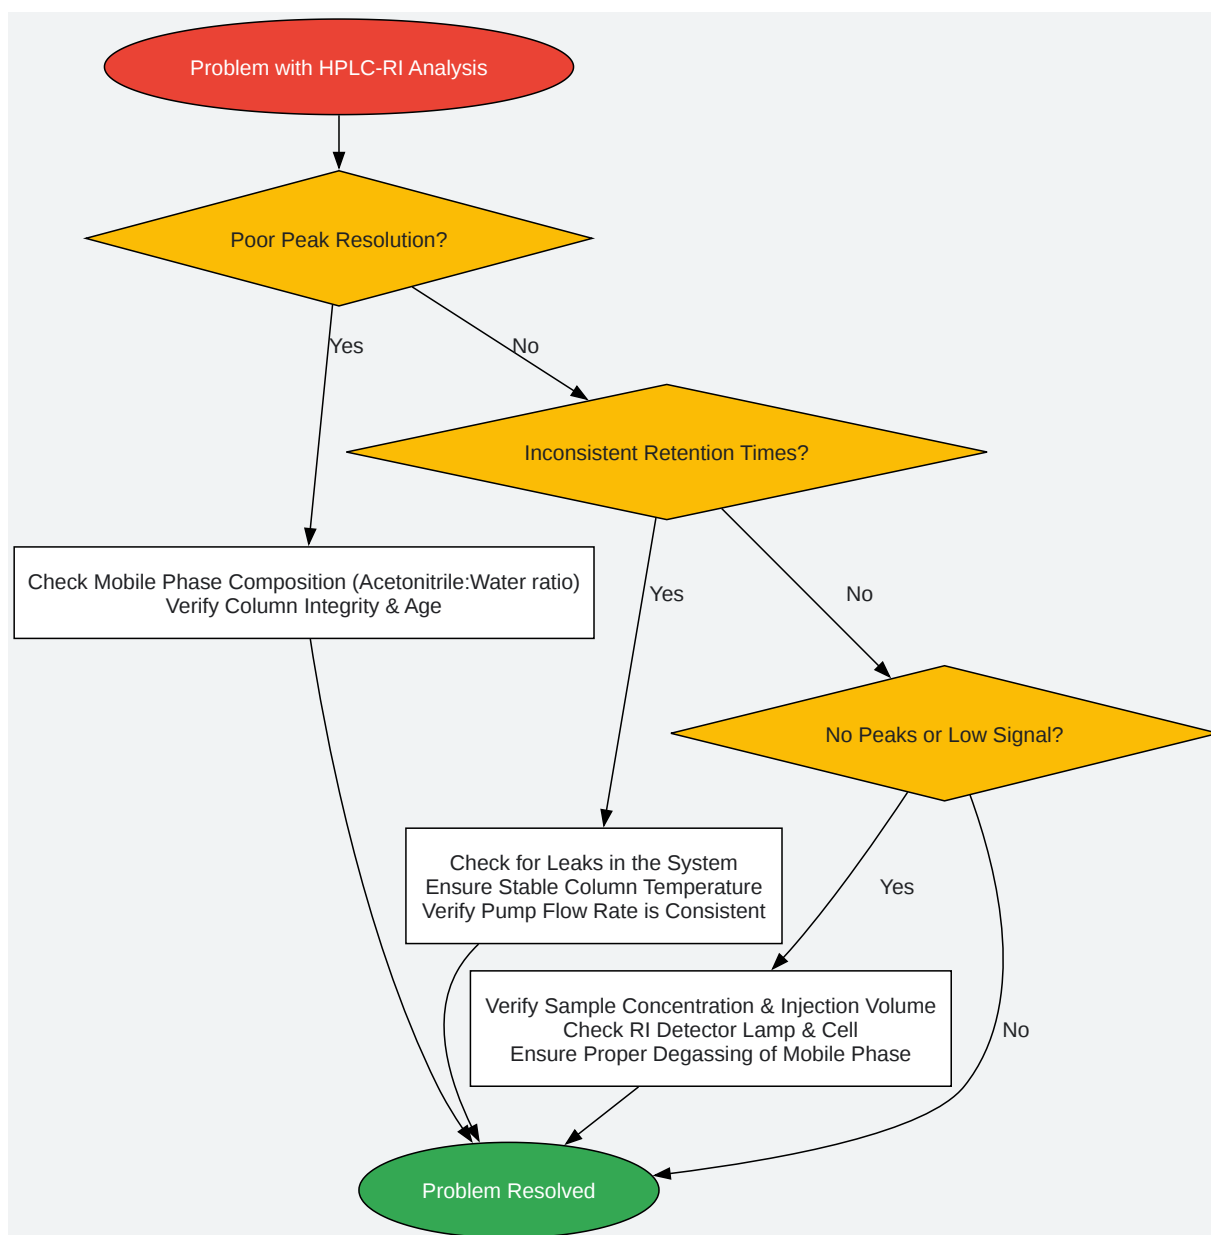 Problem with HPLC-RI Analysis
Poor Peak Resolution?
Yes
No
Inconsistent Retention Times?
Check Mobile Phase Composition (Acetonitrile:Water ratio)
Verify Column Integrity & Age
Yes
No
No Peaks or Low Signal?
Check for Leaks in the System
Ensure Stable Column Temperature
Verify Pump Flow Rate is Consistent
Yes
Verify Sample Concentration & Injection Volume
Check RI Detector Lamp & Cell
Ensure Proper Degassing of Mobile Phase
No
Problem Resolved